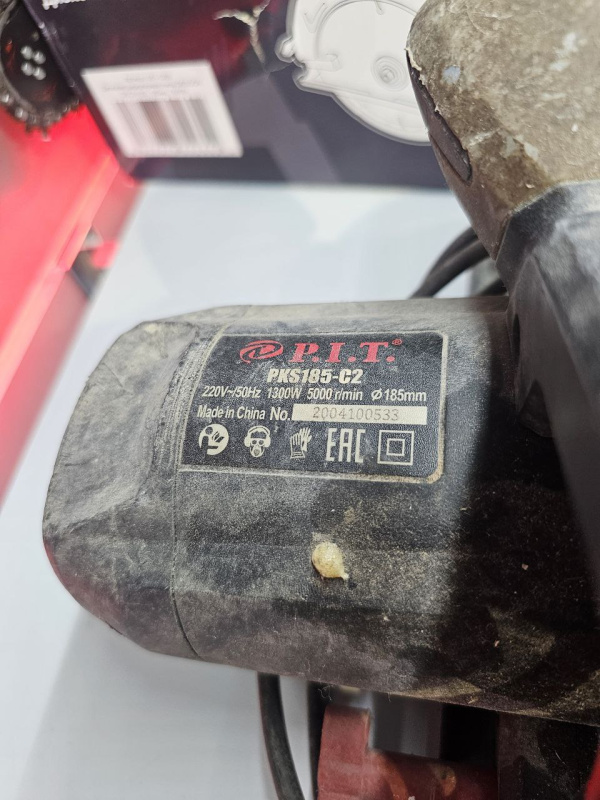 P.I.T.®
PKS185-C2
220V~/50Hz 1300W 5000 r/min Ø185mm
Made in China No. 2004100533
EAC